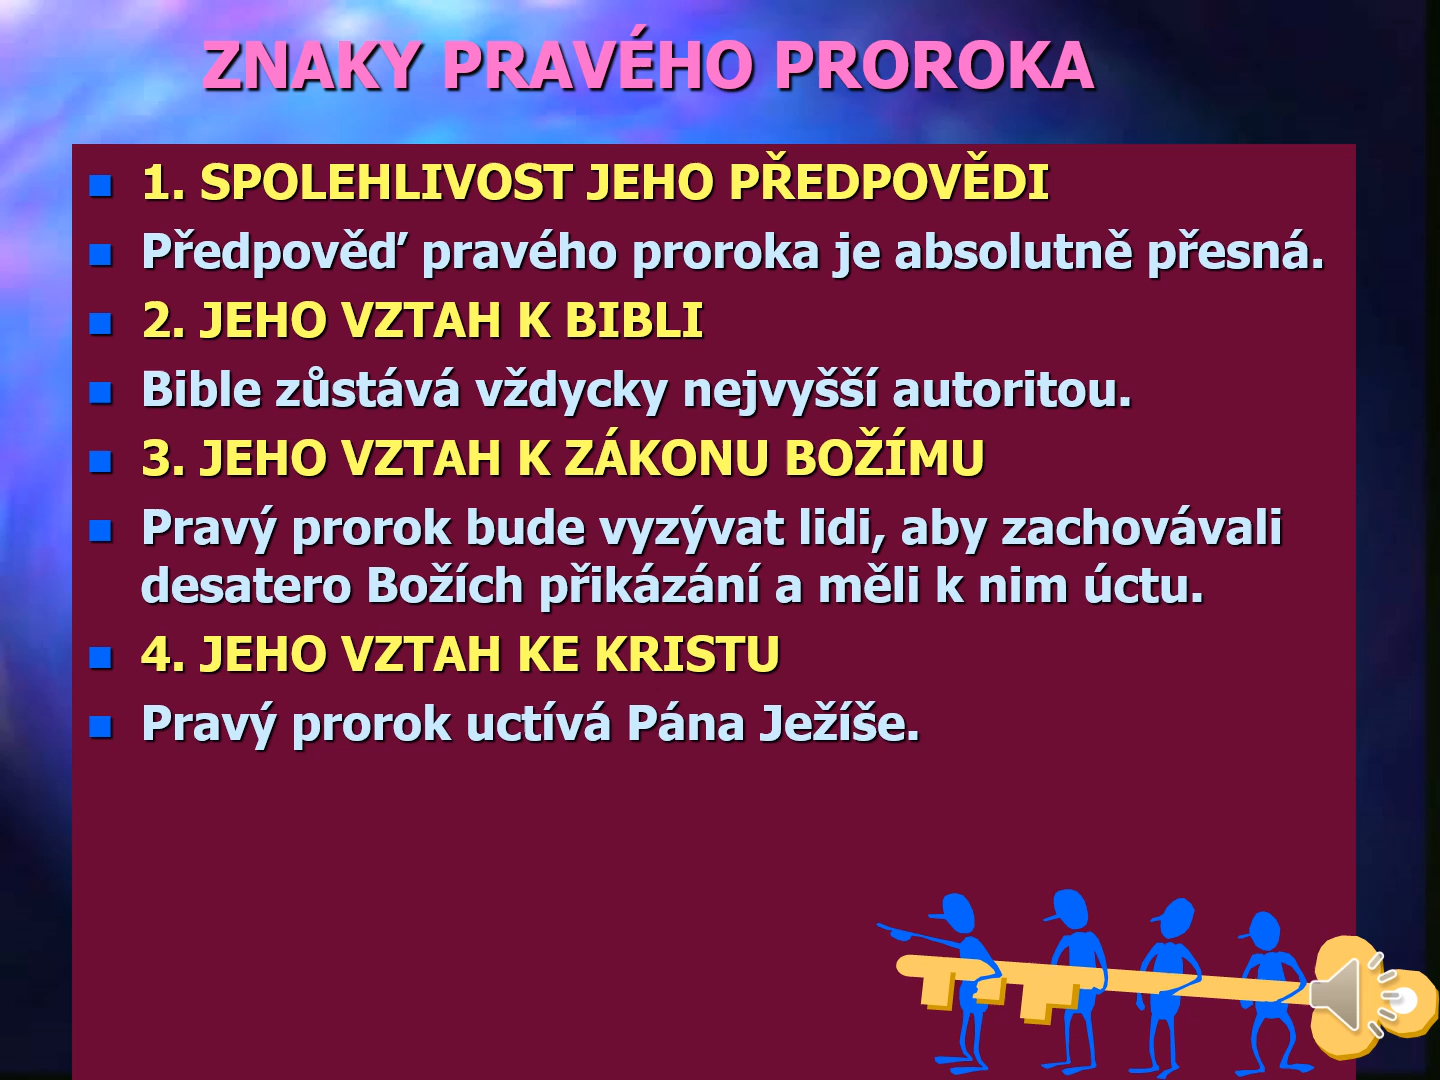 ZNAKY PRAVÉHO PROROKA
1. SPOLEHLIVOST JEHO PŘEDPOVĚDI
Předpověď pravého proroka je absolutně přesná.
2. JEHO VZTAH K BIBLI
Bible zůstává vždycky nejvyšší autoritou.
3. JEHO VZTAH K ZÁKONU BOŽÍMU
Pravý prorok bude vyzývat lidi, aby zachovávali
desatero Božích přikázání a měli k nim úctu.
4. JEHO VZTAH KE KRISTU
Pravý prorok uctívá Pána Ježíše.